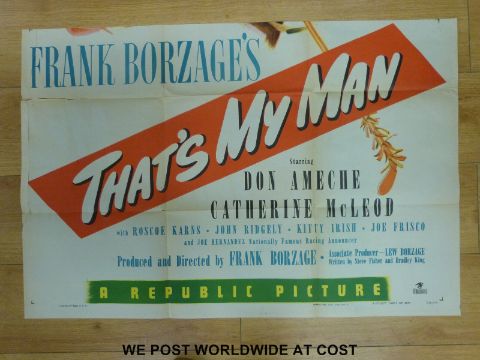 FRANK BORZAGE'S
THAT'S MY MAN
Starring
DON AMECHE
CATHERINE McLEOD
with ROSCOE KARNS · JOHN RIDGELY · KITTY IRISH · JOE FRISCO
and JOE HERNANDEZ Nationally Famous Racing Announcer
Produced and Directed by FRANK BORZAGE · Associate Producer—LEW BORZAGE
Written by Steve Fisher and Bradley King
A REPUBLIC PICTURE
WE POST WORLDWIDE AT COST